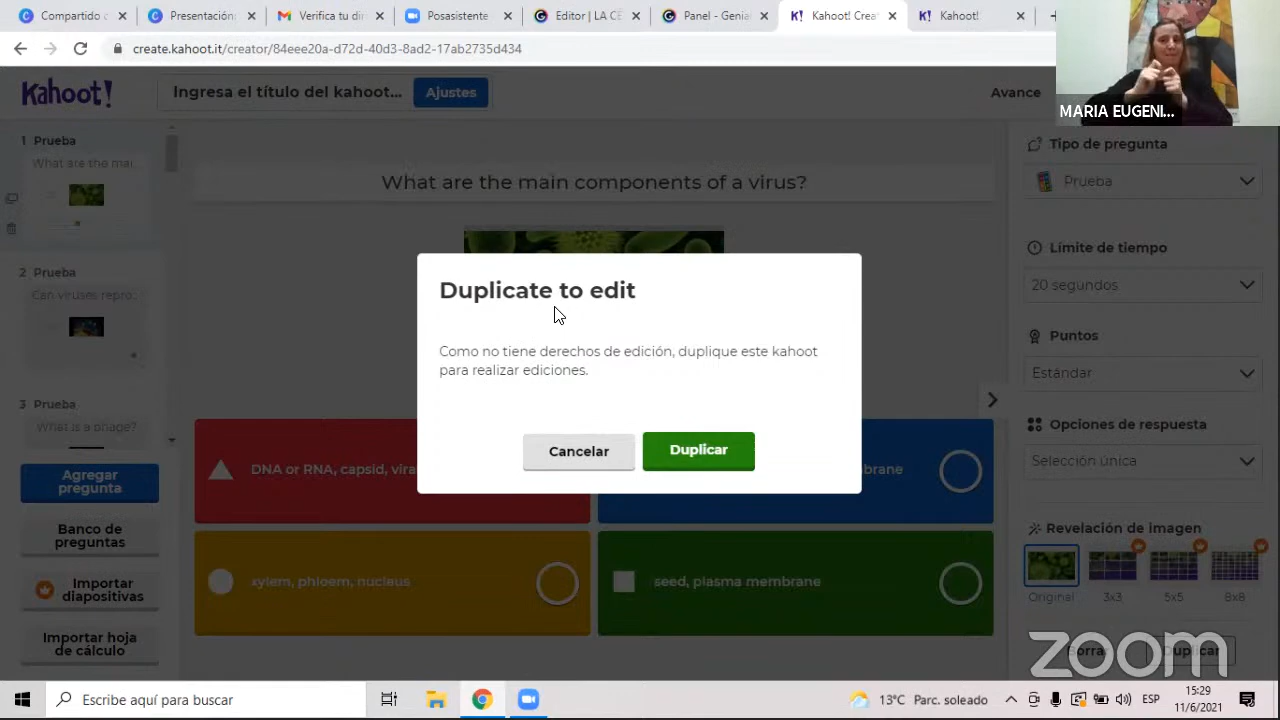 Compartido c
Presentación
Verifica tu dir
Posasistente
Editor | LA CÉ
Panel - Genial
Kahoot! Crea
Kahoot!
create.kahoot.it/creator/84eee20a-d72d-40d3-8ad2-17ab2735d434
Kahoot!
Ingresa el título del kahoot...
Ajustes
Avance
MARIA EUGENI...
1 Prueba
What are the mai
2 Prueba
Can viruses repro
3 Prueba
What is a phage?
Agregar
pregunta
Banco de
preguntas
Importar
diapositivas
Importar hoja
de cálculo
What are the main components of a virus?
Duplicate to edit
Como no tiene derechos de edición, duplique este kahoot
para realizar ediciones.
Cancelar
Duplicar
DNA or RNA, capsid, vira
brane
xylem, phloem, nucleus
seed, plasma membrane
Tipo de pregunta
Prueba
Límite de tiempo
20 segundos
Puntos
Estándar
Opciones de respuesta
Selección única
Revelación de imagen
Original
3x3
5x5
8x8
Borrar
Duplicar
zoom
Escribe aquí para buscar
13°C Parc. soleado
ESP
15:29
11/6/2021